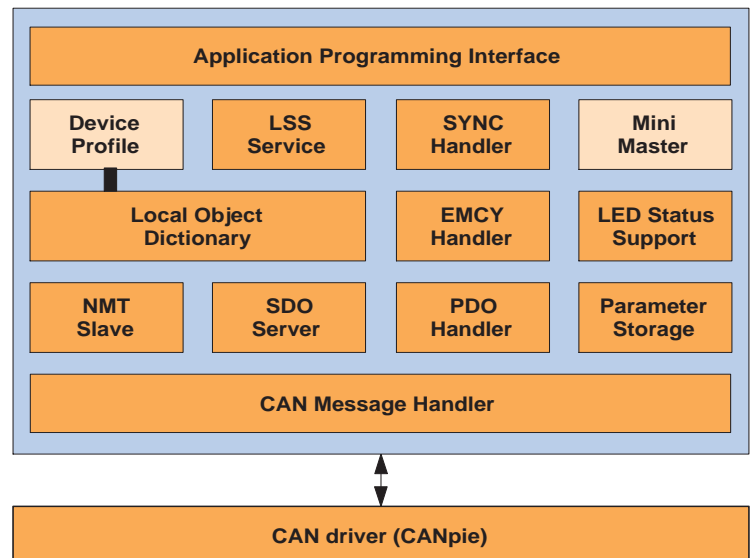 Application Programming Interface
Device
Profile
LSS
Service
SYNC
Handler
Mini
Master
Local Object
Dictionary
EMCY
Handler
LED Status
Support
NMT
Slave
SDO
Server
PDO
Handler
Parameter
Storage
CAN Message Handler
CAN driver (CANpie)